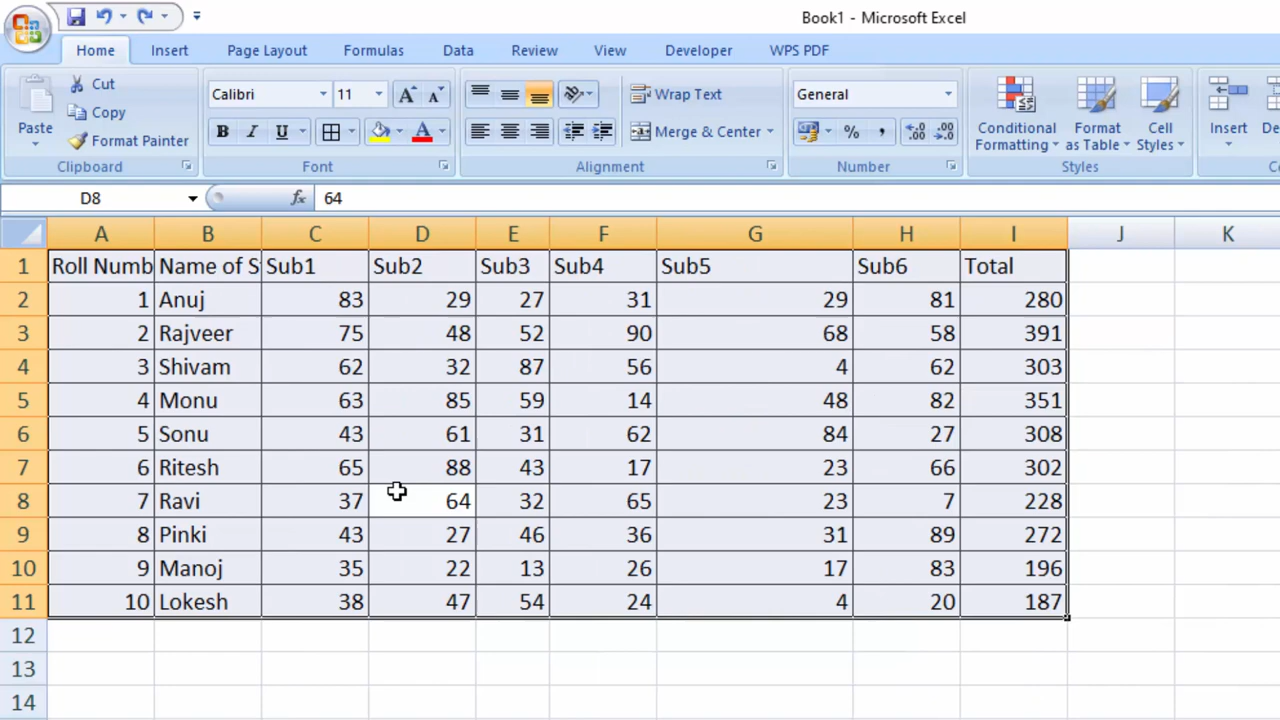 Book1 - Microsoft Excel
Home Insert Page Layout Formulas Data Review View Developer WPS PDF
Cut
Copy
Format Painter
Paste
Clipboard
Calibri 11 A A
B I U A
Font
Wrap Text
Merge & Center
Alignment
General
% , .00 .00
Number
Conditional Formatting
Format as Table
Cell Styles
Styles
Insert
De
Ce
D8 fx 64
A B C D E F G H I J K
1 Roll Numb Name of S Sub1 Sub2 Sub3 Sub4 Sub5 Sub6 Total
2 1 Anuj 83 29 27 31 29 81 280
3 2 Rajveer 75 48 52 90 68 58 391
4 3 Shivam 62 32 87 56 4 62 303
5 4 Monu 63 85 59 14 48 82 351
6 5 Sonu 43 61 31 62 84 27 308
7 6 Ritesh 65 88 43 17 23 66 302
8 7 Ravi 37 64 32 65 23 7 228
9 8 Pinki 43 27 46 36 31 89 272
10 9 Manoj 35 22 13 26 17 83 196
11 10 Lokesh 38 47 54 24 4 20 187
12
13
14